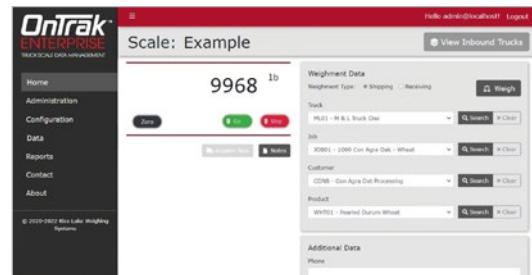 OnTrak
ENTERPRISE
TRUCK SCALE DATA MANAGEMENT
Home
Administration
Configuration
Data
Reports
Contact
About
© 2020-2022 Rice Lake Weighing
Systems
Hello admin@localhost! Logout
Scale: Example
View Inbound Trucks
9968 lb
Zero
Go
Stop
Notes
Weighment Data
Weighment Type: Shipping Receiving
Weigh
Truck
ML01 - M & L Truck One
Search
Clear
Job
JOB01 - 1000 Con Agra Oak - Wheat
Search
Clear
Customer
CON8 - Con Agra Oat Processing
Search
Clear
Product
WHT01 - Pearled Durum Wheat
Search
Clear
Additional Data
Phone